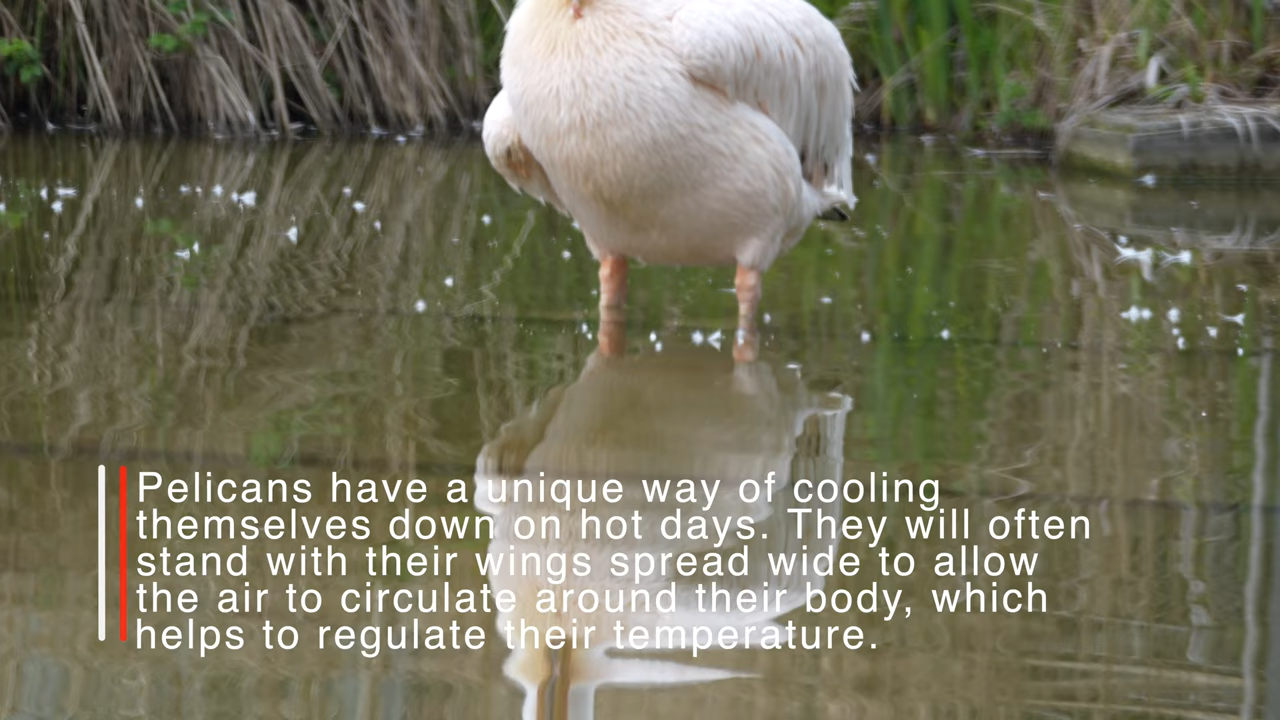 Pelicans have a unique way of cooling
themselves down on hot days. They will often
stand with their wings spread wide to allow
the air to circulate around their body, which
helps to regulate their temperature.